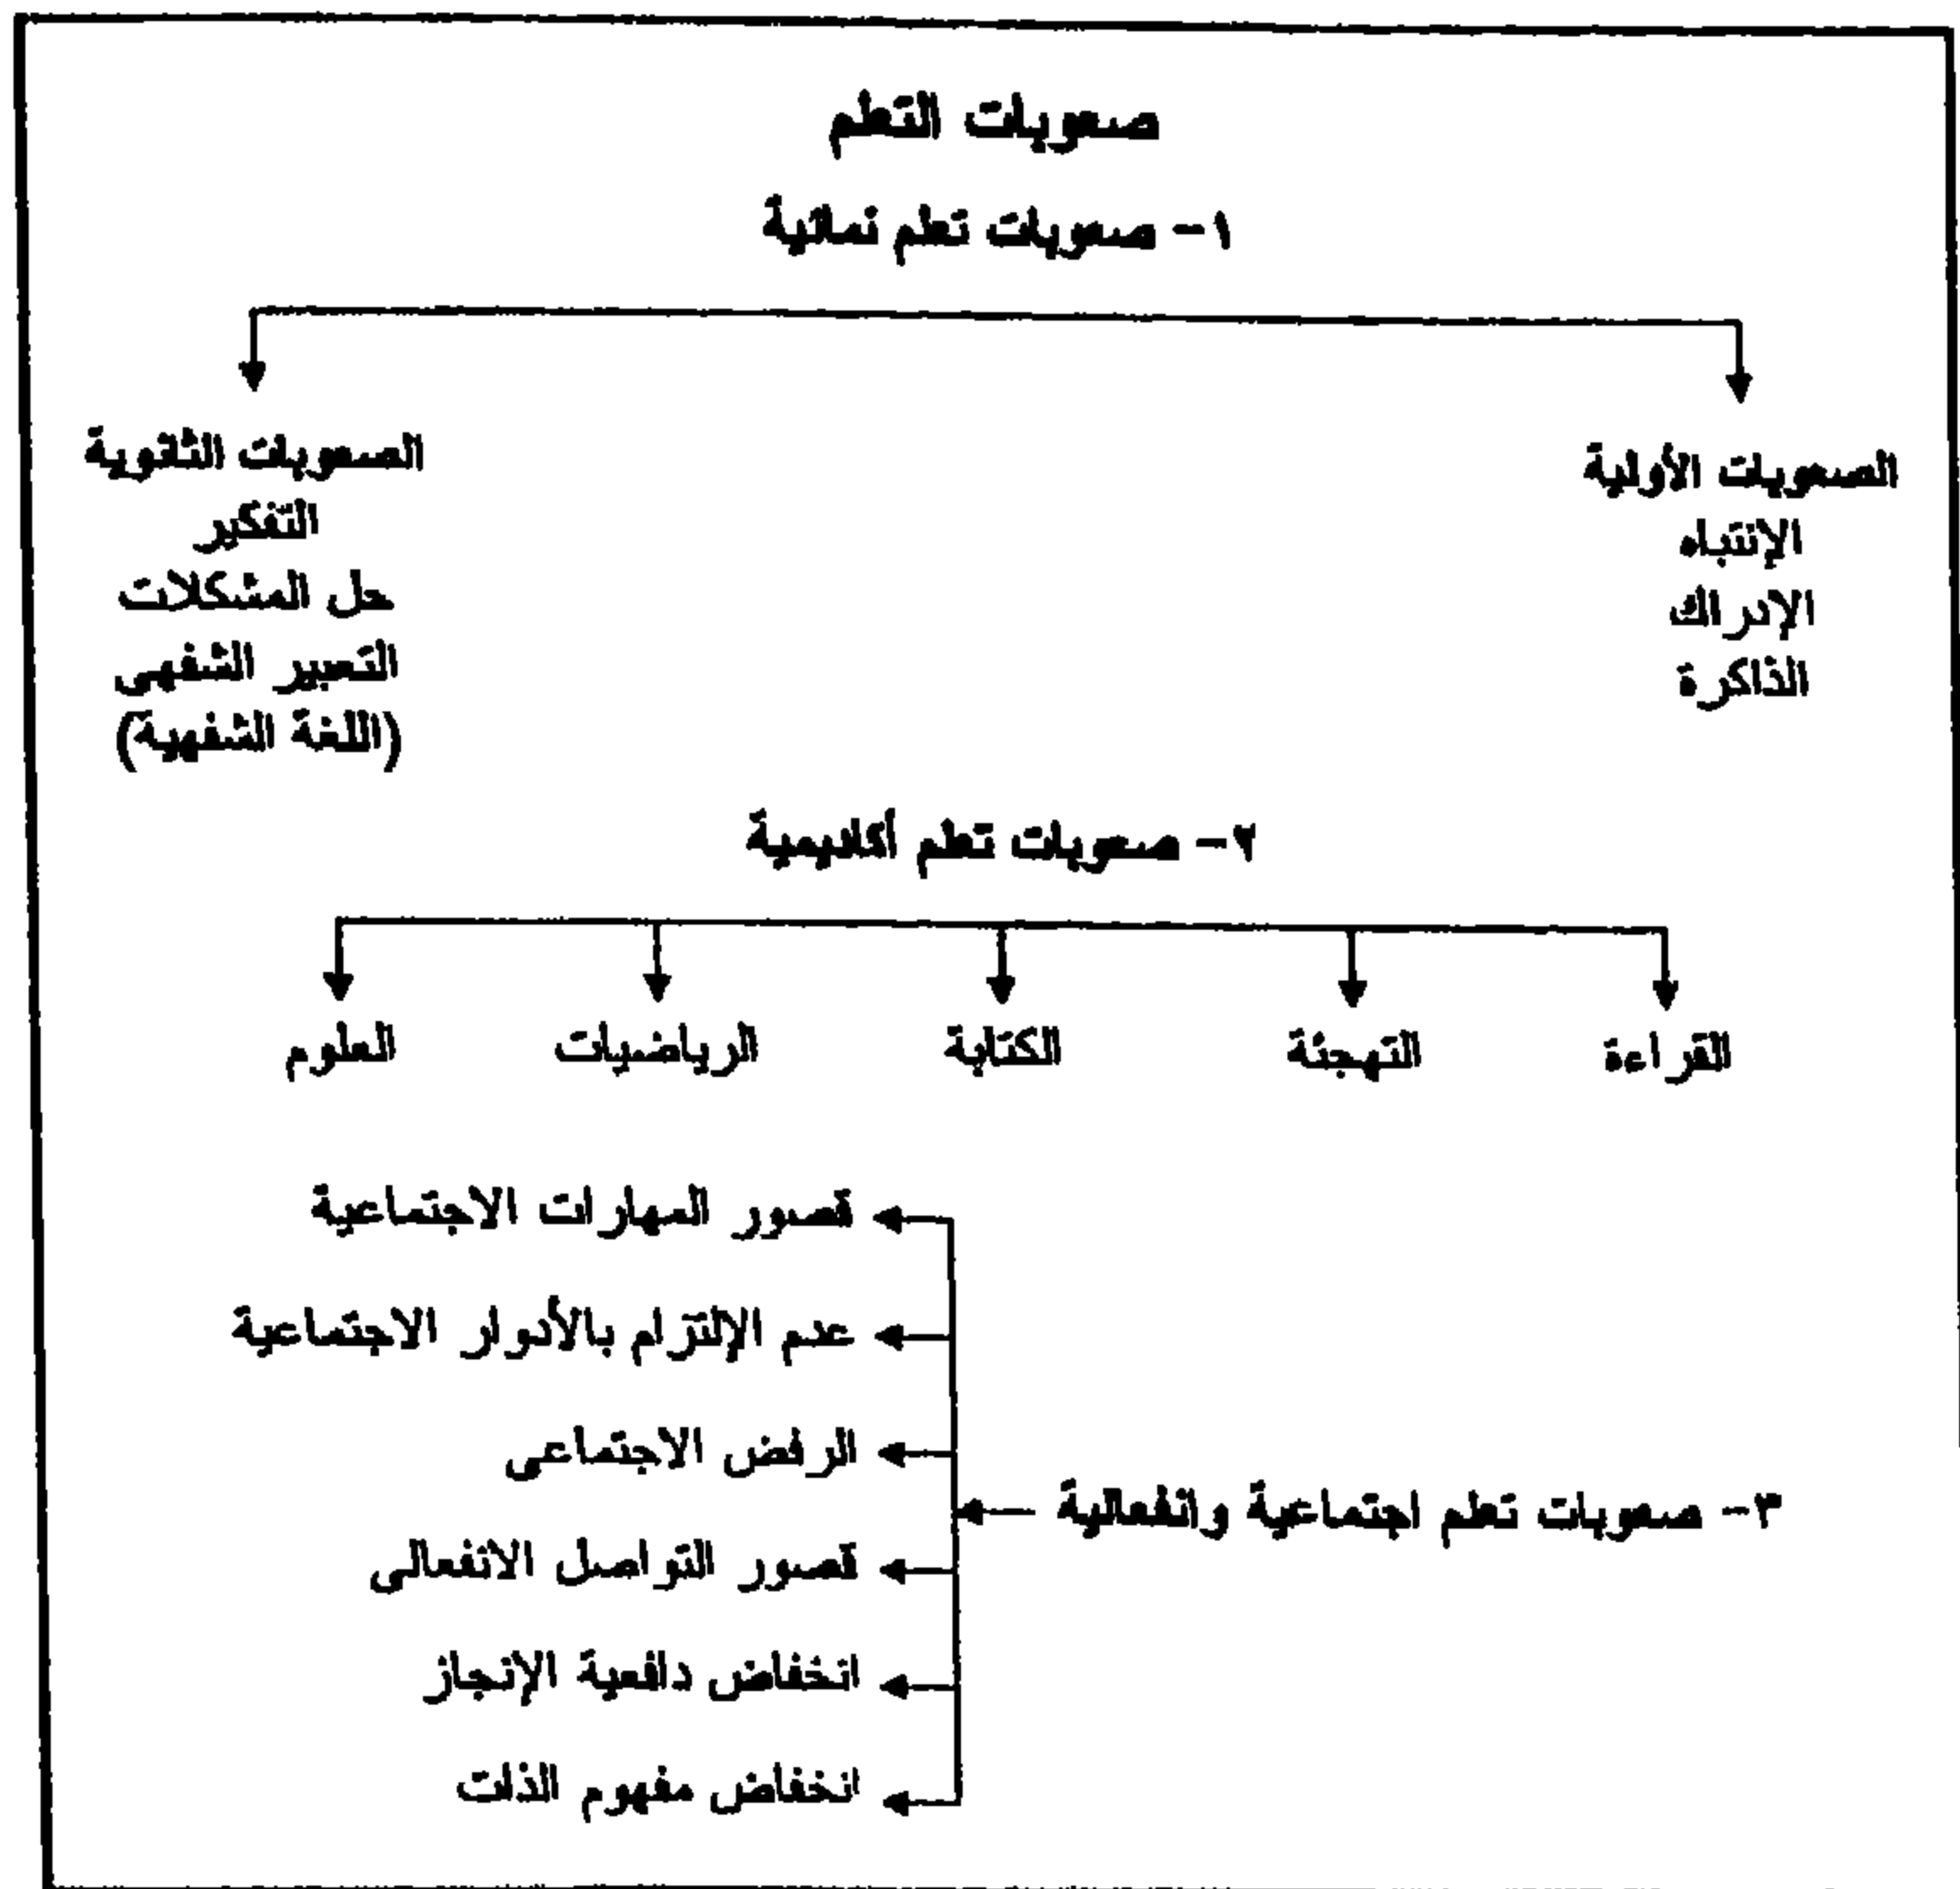 صعوبات التعلم
١- صعوبات تعلم نمائية
الصعوبات الأولية
الإنتباه
الإدراك
الذاكرة
الصعوبات الثانوية
التفكير
حل المشكلات
التعبير الشفهى
(اللغة الشفهية)
٢- صعوبات تعلم أكاديمية
القراءة
التهجئة
الكتابة
الرياضيات
العلوم
٣- صعوبات تعلم اجتماعية وانفعالية
قصور المهارات الاجتماعية
عدم الإلتزام بالأدوار الاجتماعية
الرفض الاجتماعى
قصور التواصل الانفعالى
انخفاض دافعية الإنجاز
انخفاض مفهوم الذات